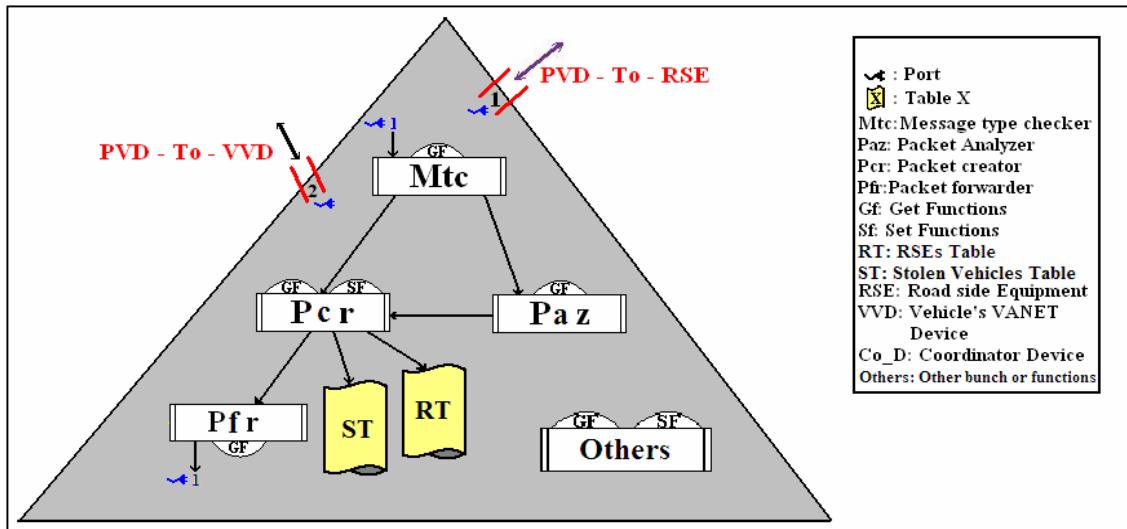 PVD - To - RSE
1
1
PVD - To - VVD
2
GF
Mtc
GF SF
Pcr
GF
Paz
Pfr
GF
1
ST
RT
GF SF
Others
: Port
X : Table X
Mtc:Message type checker
Paz: Packet Analyzer
Pcr: Packet creator
Pfr:Packet forwarder
Gf: Get Functions
Sf: Set Functions
RT: RSEs Table
ST: Stolen Vehicles Table
RSE: Road side Equipment
VVD: Vehicle's VANET
Device
Co_D: Coordinator Device
Others: Other bunch or functions